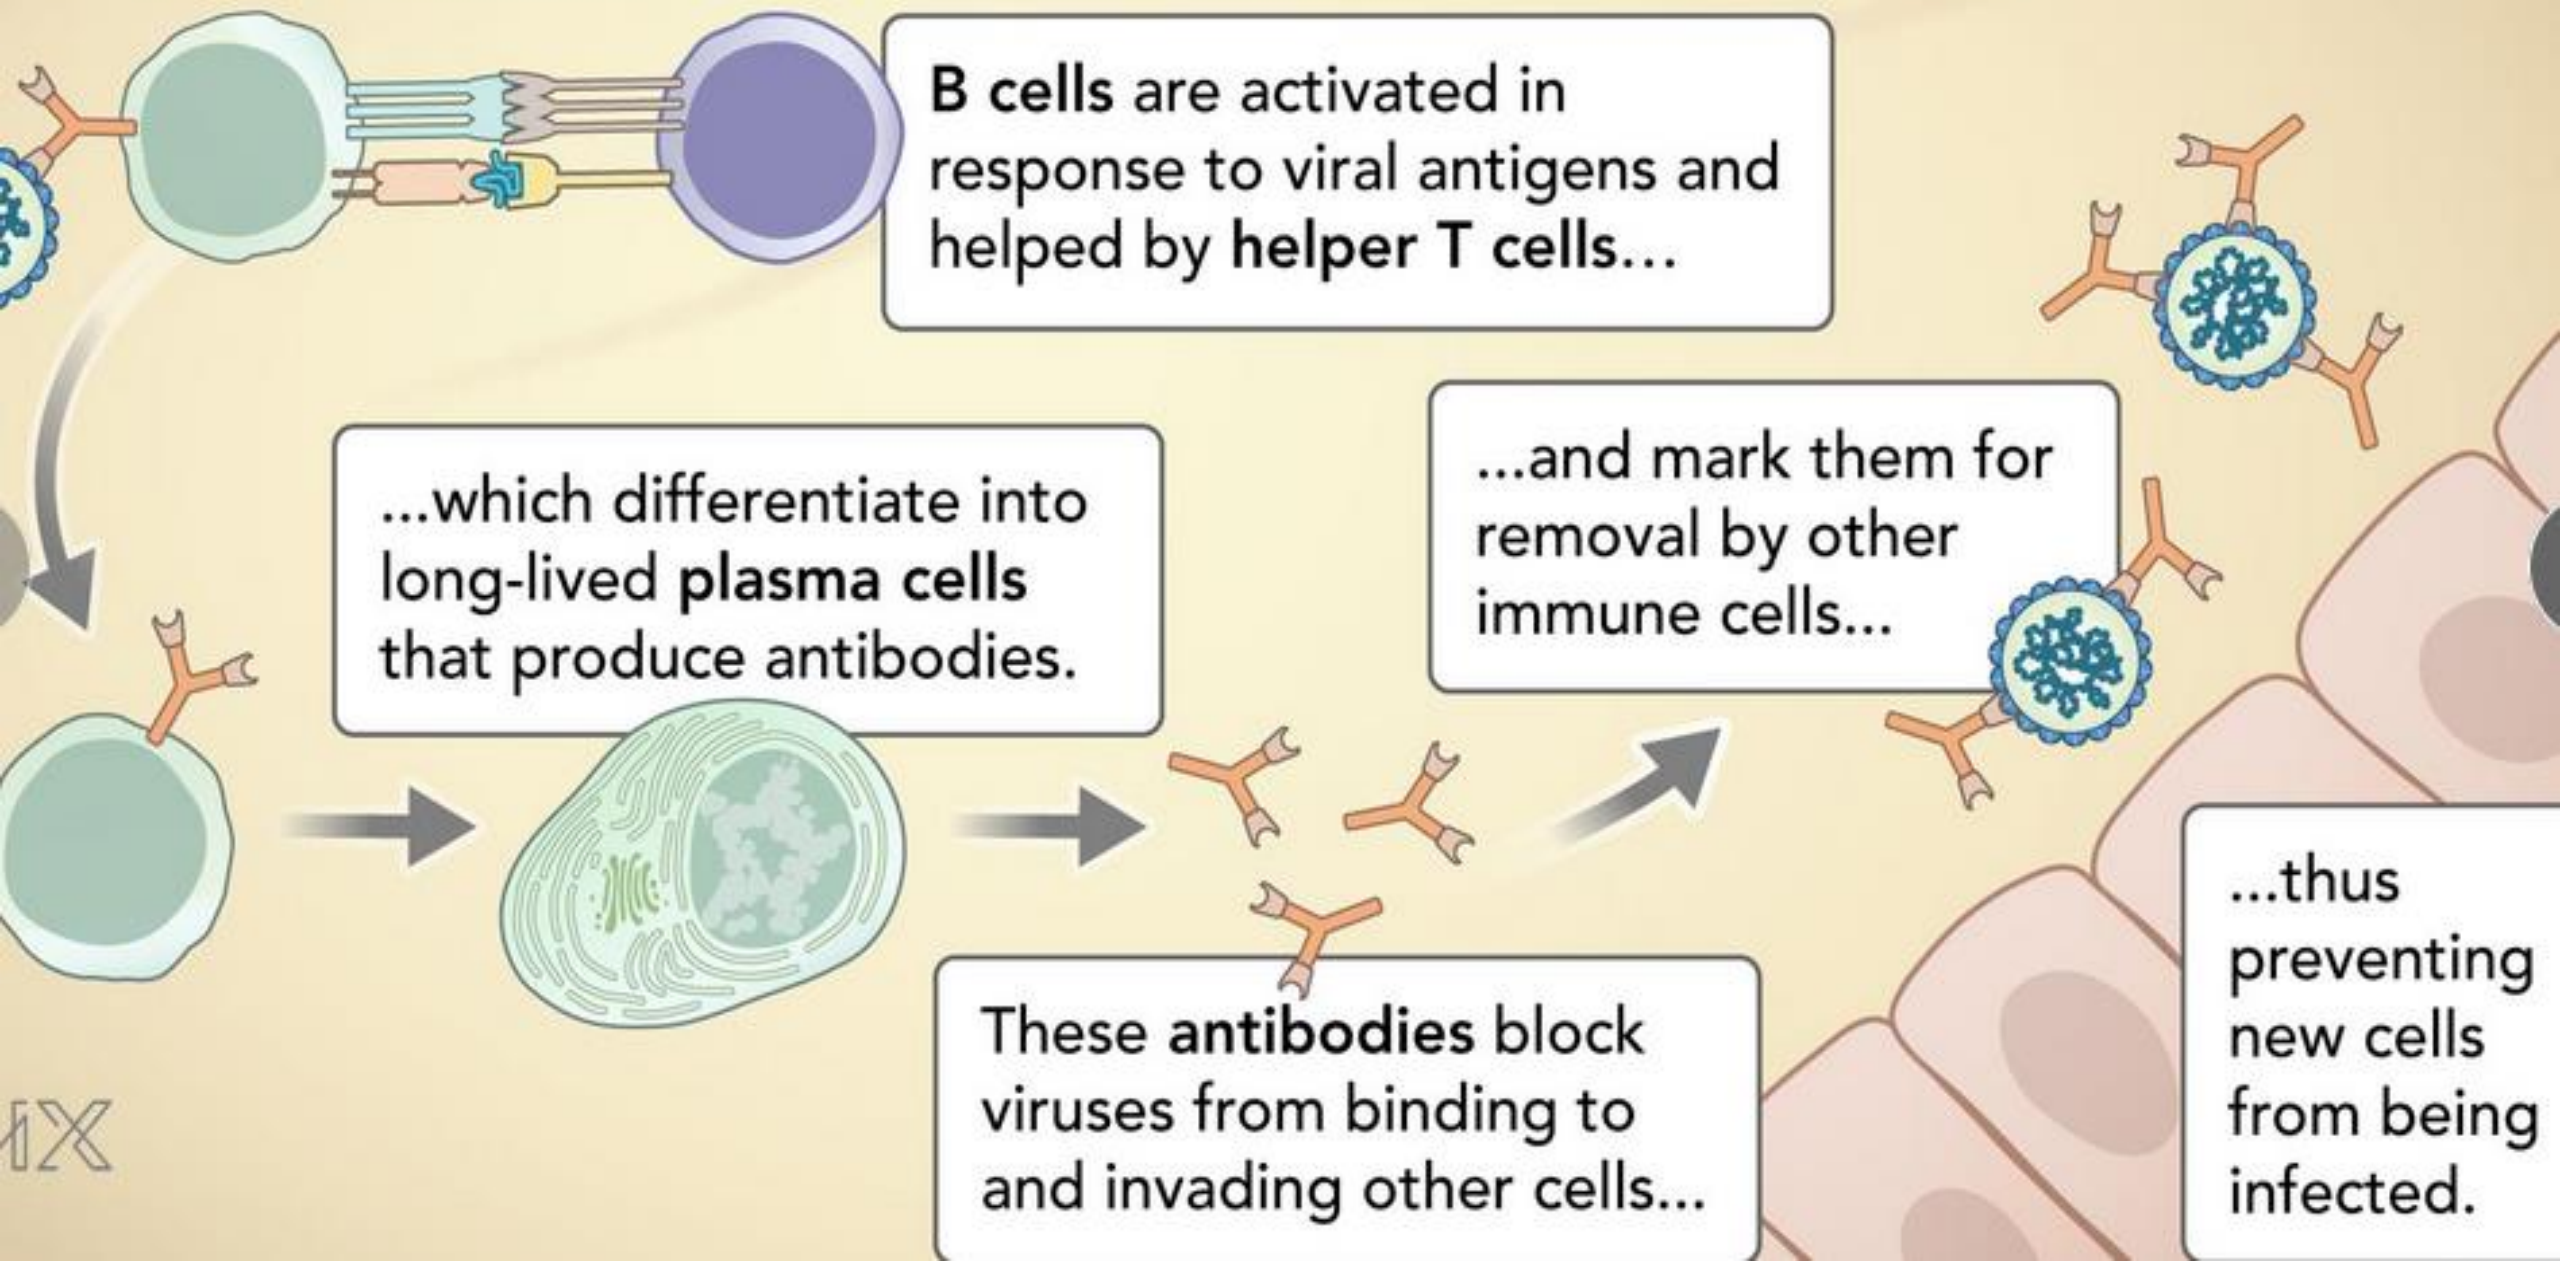 B cells are activated in
response to viral antigens and
helped by helper T cells...
...which differentiate into
long-lived plasma cells
that produce antibodies.
These antibodies block
viruses from binding to
and invading other cells...
...and mark them for
removal by other
immune cells...
...thus
preventing
new cells
from being
infected.